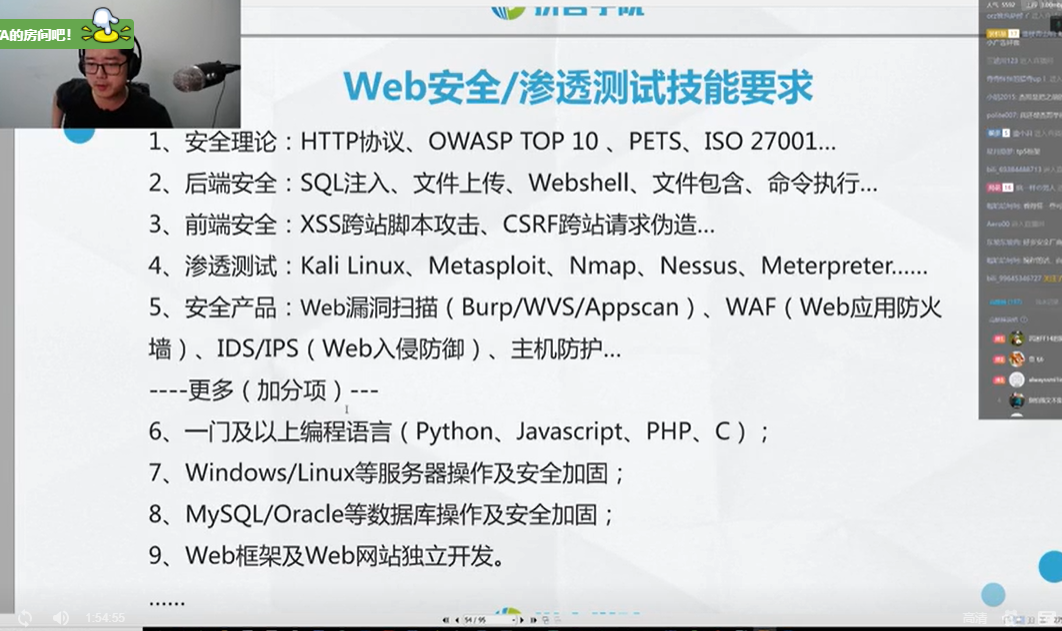 A的房间吧!
Web安全/渗透测试技能要求
1、安全理论：HTTP协议、OWASP TOP 10 、PETS、ISO 27001...
2、后端安全：SQL注入、文件上传、Webshell、文件包含、命令执行...
3、前端安全：XSS跨站脚本攻击、CSRF跨站请求伪造...
4、渗透测试：Kali Linux、Metasploit、Nmap、Nessus、Meterpreter......
5、安全产品：Web漏洞扫描（Burp/WVS/Appscan）、WAF（Web应用防火
墙）、IDS/IPS（Web入侵防御）、主机防护...
----更多（加分项）---
6、一门及以上编程语言（Python、Javascript、PHP、C）；
7、Windows/Linux等服务器操作及安全加固；
8、MySQL/Oracle等数据库操作及安全加固；
9、Web框架及Web网站独立开发。
......
1:54:55
54 / 95
高清